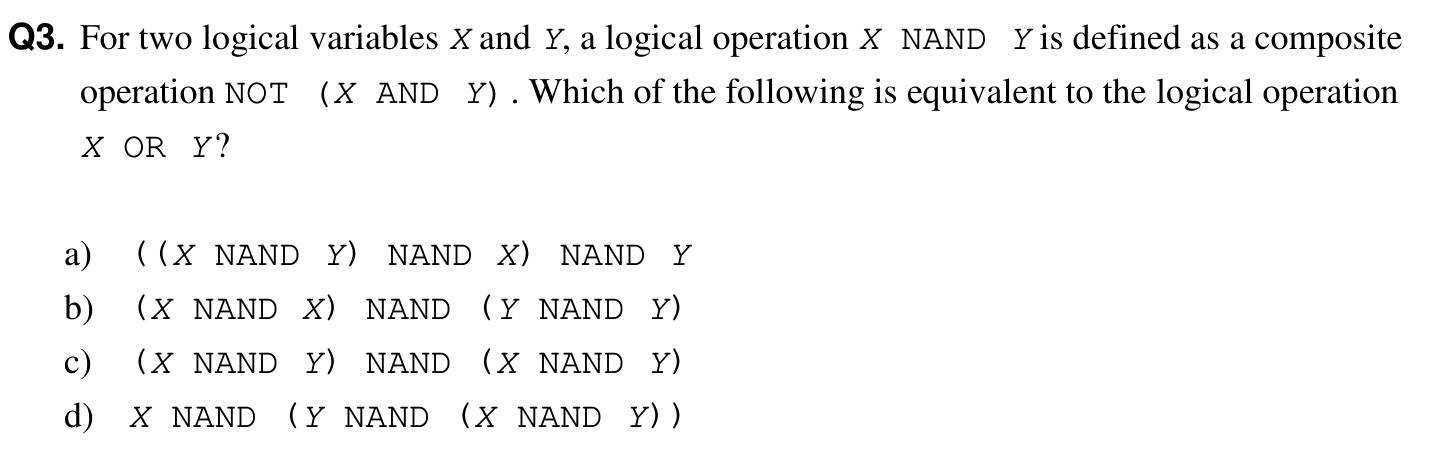 Q3. For two logical variables X and Y, a logical operation X NAND Y is defined as a composite
operation NOT (X AND Y) . Which of the following is equivalent to the logical operation
X OR Y?
a) ((X NAND Y) NAND X) NAND Y
b) (X NAND X) NAND (Y NAND Y)
c) (X NAND Y) NAND (X NAND Y)
d) X NAND (Y NAND (X NAND Y))